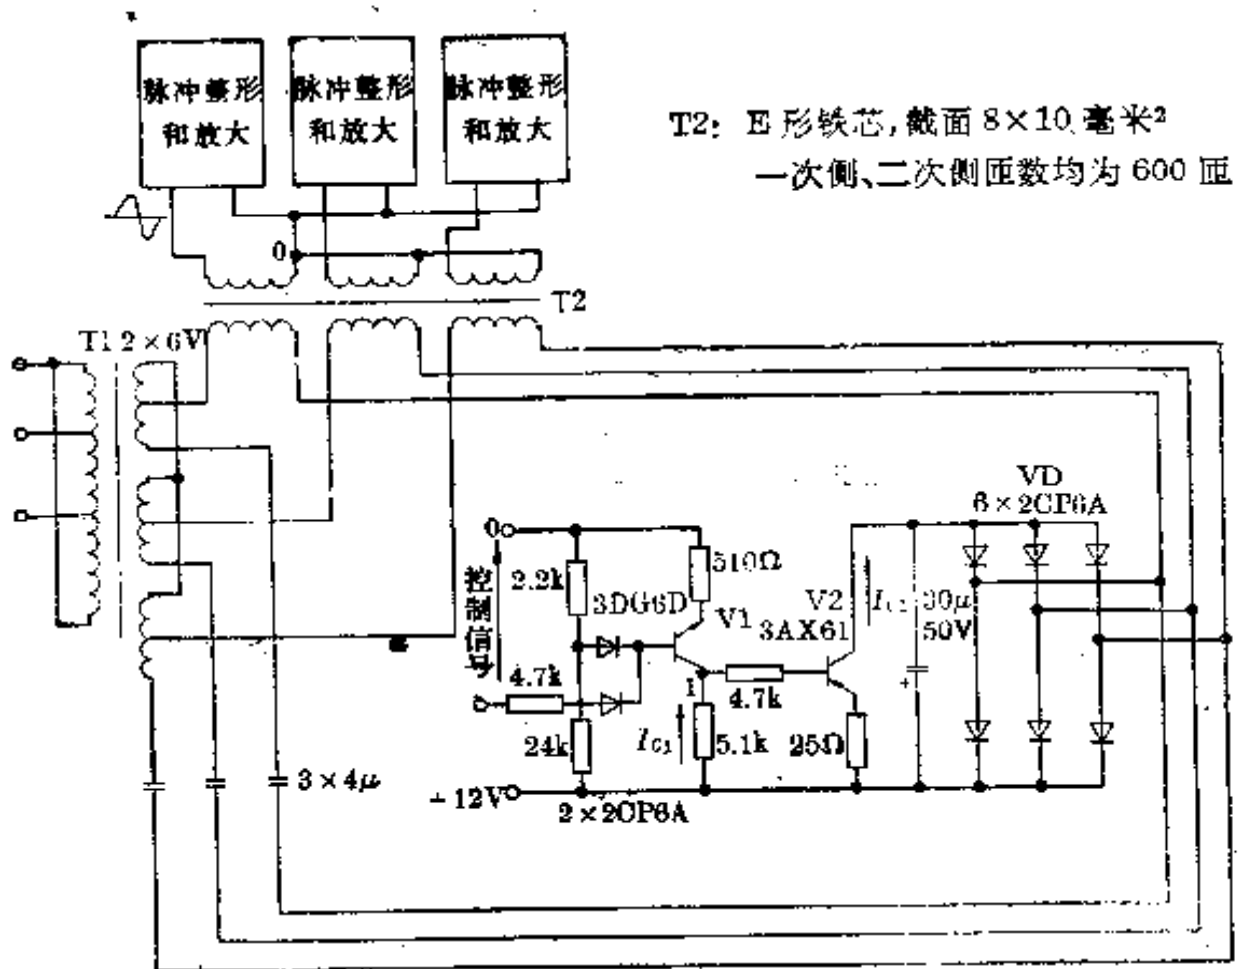 脉冲整形
和放大
脉冲整形
和放大
脉冲整形
和放大
T2: E形铁芯,截面8×10毫米²
一次侧、二次侧匝数均为600匝
0
T2
T1 2×6V
VD
6×2CP6A
0
控制信号
2.2k
510Ω
3DG6D
V1
V2
3AX61
30μ
50V
4.7k
1
4.7k
24k
I_{C1}
5.1k
25Ω
3×4μ
+12V
2×2CP6A